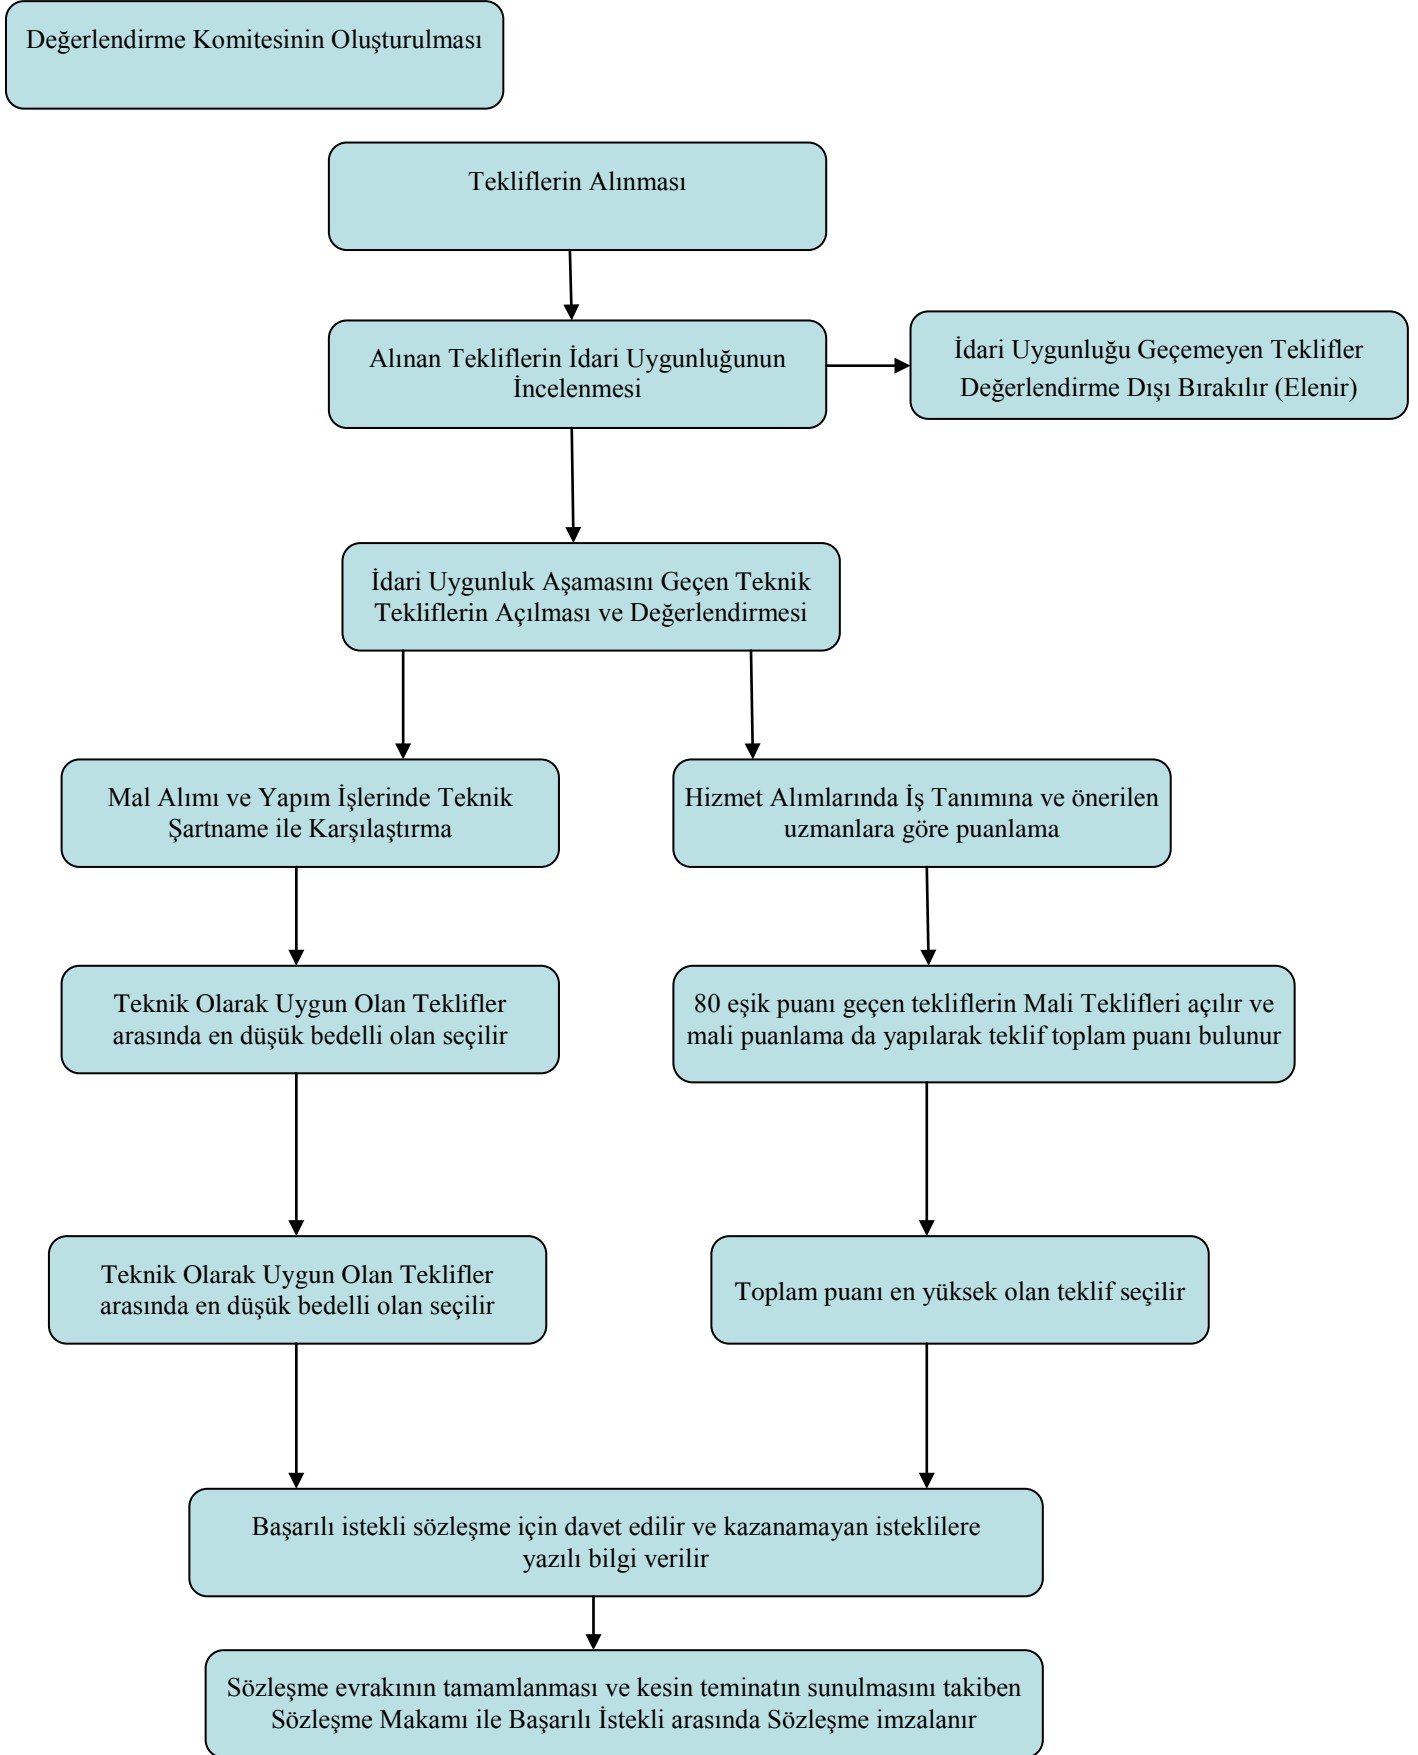 Değerlendirme Komitesinin Oluşturulması
Tekliflerin Alınması
Alınan Tekliflerin İdari Uygunluğunun
İncelenmesi
İdari Uygunluğu Geçemeyen Teklifler
Değerlendirme Dışı Bırakılır (Elenir)
İdari Uygunluk Aşamasını Geçen Teknik
Tekliflerin Açılması ve Değerlendirmesi
Mal Alımı ve Yapım İşlerinde Teknik
Şartname ile Karşılaştırma
Hizmet Alımlarında İş Tanımına ve önerilen
uzmanlara göre puanlama
Teknik Olarak Uygun Olan Teklifler
arasında en düşük bedelli olan seçilir
80 eşik puanı geçen tekliflerin Mali Teklifleri açılır ve
mali puanlama da yapılarak teklif toplam puanı bulunur
Teknik Olarak Uygun Olan Teklifler
arasında en düşük bedelli olan seçilir
Toplam puanı en yüksek olan teklif seçilir
Başarılı istekli sözleşme için davet edilir ve kazanamayan isteklilere
yazılı bilgi verilir
Sözleşme evrakının tamamlanması ve kesin teminatın sunulmasını takiben
Sözleşme Makamı ile Başarılı İstekli arasında Sözleşme imzalanır